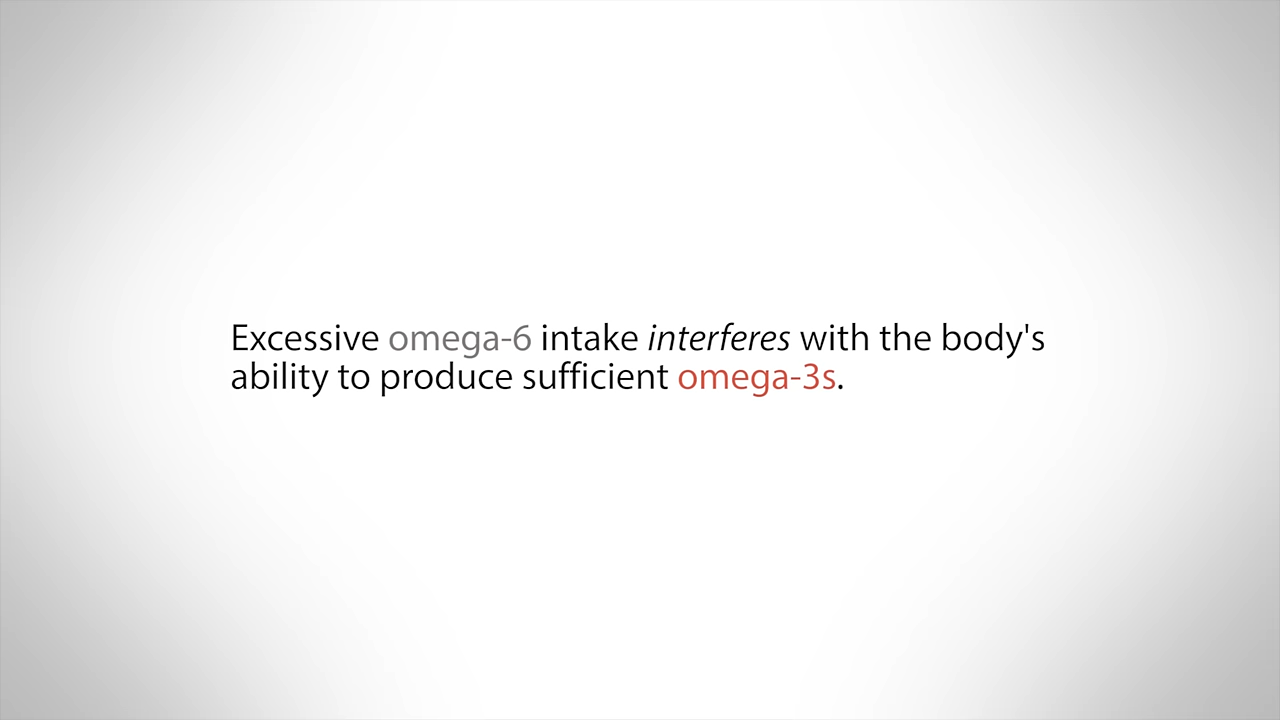 Excessive omega-6 intake interferes with the body's
ability to produce sufficient omega-3s.